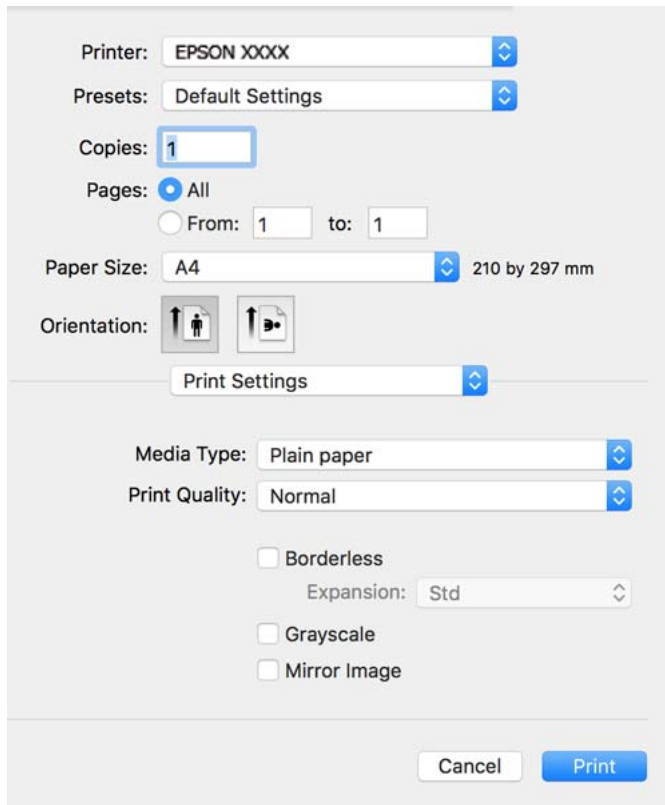 Printer: EPSON XXXX
Presets: Default Settings
Copies: 1
Pages: All
From: 1 to: 1
Paper Size: A4 210 by 297 mm
Orientation:
Print Settings
Media Type: Plain paper
Print Quality: Normal
Borderless
Expansion: Std
Grayscale
Mirror Image
Cancel Print